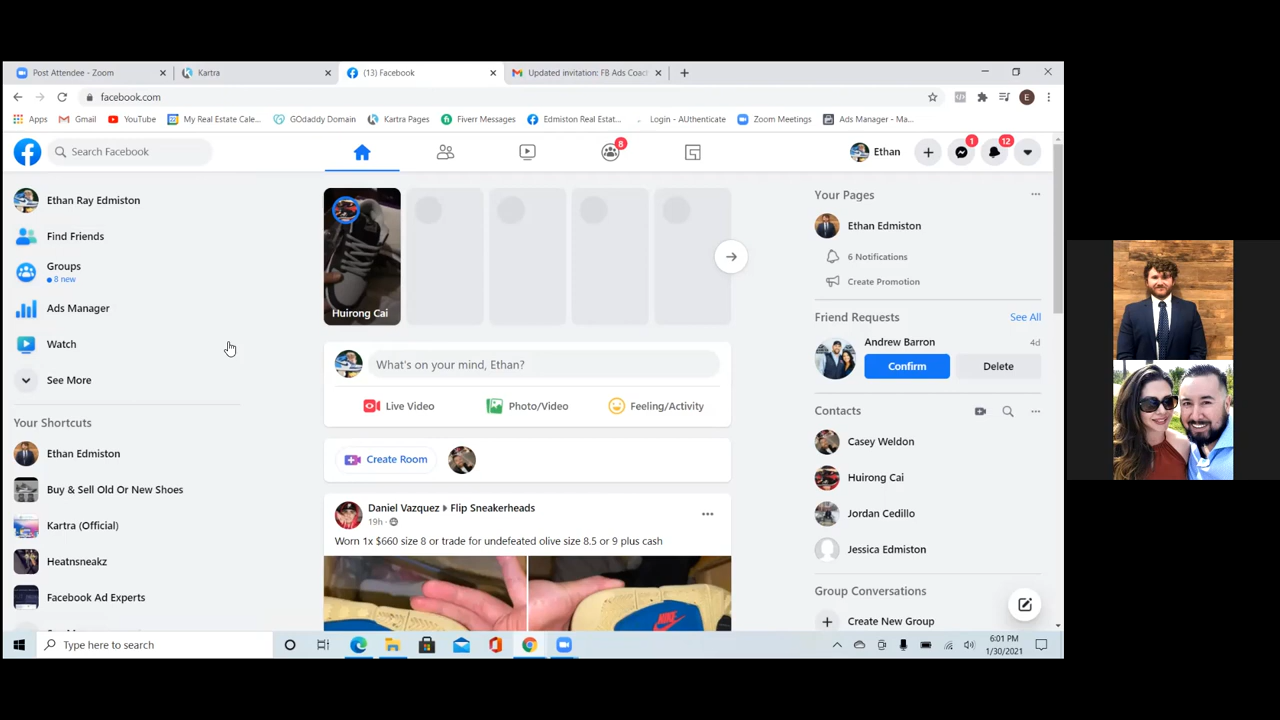 Post Attendee - Zoom
Kartra
(13) Facebook
Updated invitation: FB Ads Coac
facebook.com
E
Apps
Gmail
YouTube
My Real Estate Cale...
GOdaddy Domain
Kartra Pages
Fiverr Messages
Edmiston Real Estat...
Login - AUthenticate
Zoom Meetings
Ads Manager - Ma...
Search Facebook
8
Ethan
1
12
Ethan Ray Edmiston
Find Friends
Groups
8 new
Ads Manager
Watch
See More
Your Shortcuts
Ethan Edmiston
Buy & Sell Old Or New Shoes
Kartra (Official)
Heatnsneakz
Facebook Ad Experts
Huirong Cai
What's on your mind, Ethan?
Live Video
Photo/Video
Feeling/Activity
Create Room
Daniel Vazquez Flip Sneakerheads
19h ·
Worn 1x $660 size 8 or trade for undefeated olive size 8.5 or 9 plus cash
NIKE
Your Pages
Ethan Edmiston
6 Notifications
Create Promotion
Friend Requests
See All
Andrew Barron
4d
Confirm
Delete
Contacts
Casey Weldon
Huirong Cai
Jordan Cedillo
Jessica Edmiston
Group Conversations
Create New Group
Type here to search
6:01 PM
1/30/2021